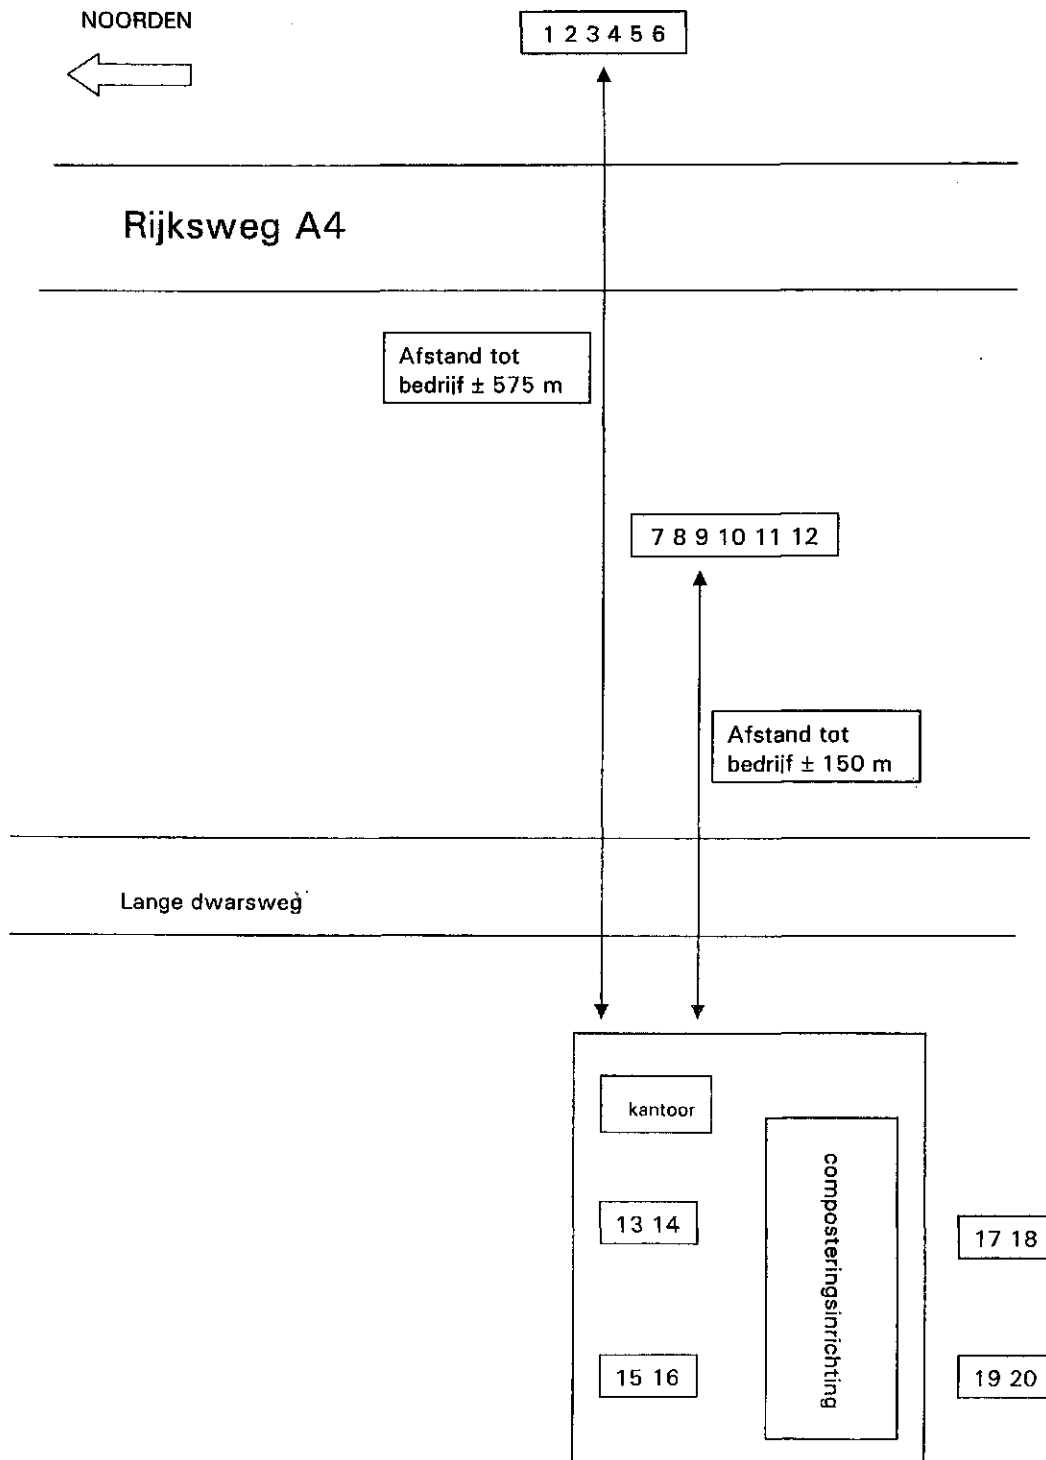 NOORDEN
1 2 3 4 5 6
Rijksweg A4
Afstand tot
bedrijf ± 575 m
7 8 9 10 11 12
Afstand tot
bedrijf ± 150 m
Lange dwarsweg
kantoor
composteringsinrichting
13 14
17 18
15 16
19 20